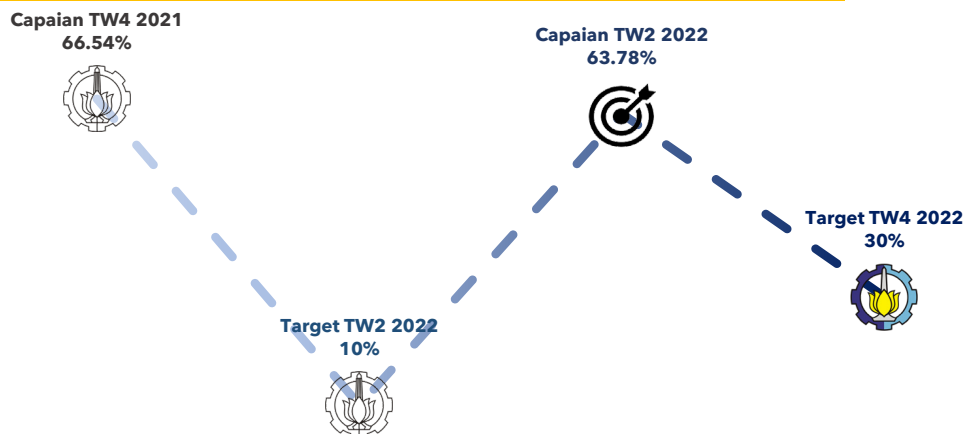 Capaian TW4 2021
66.54%
Capaian TW2 2022
63.78%
Target TW4 2022
30%
Target TW2 2022
10%